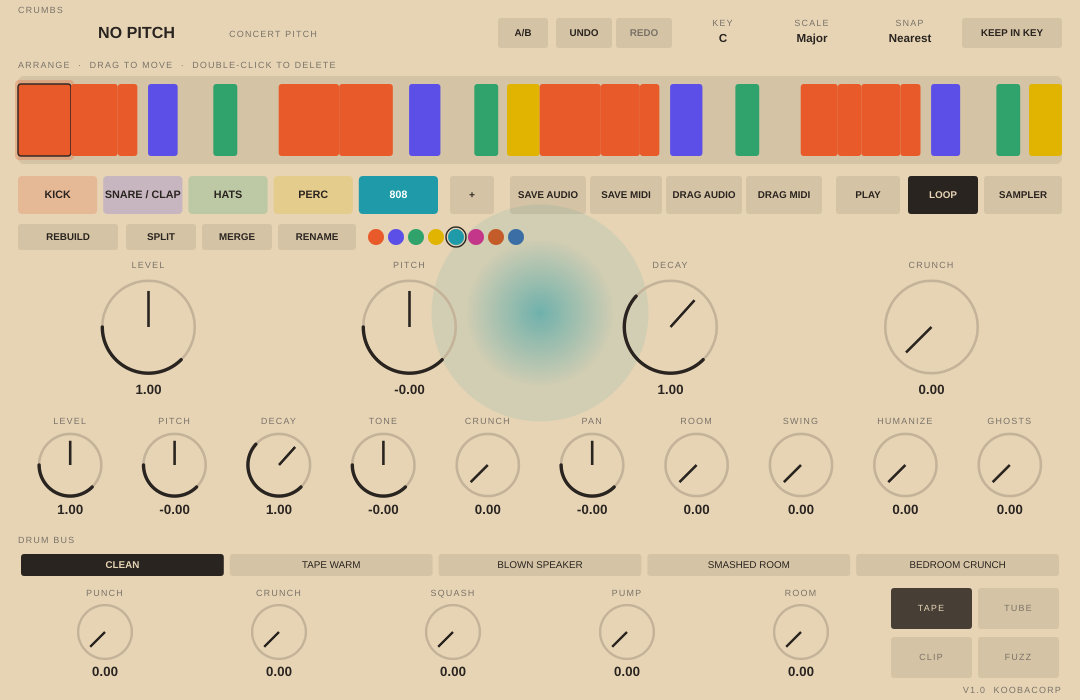 CRUMBS
NO PITCH CONCERT PITCH A/B UNDO REDO KEY SCALE SNAP KEEP IN KEY
C Major Nearest
ARRANGE · DRAG TO MOVE · DOUBLE-CLICK TO DELETE
KICK SNARE / CLAP HATS PERC 808 + SAVE AUDIO SAVE MIDI DRAG AUDIO DRAG MIDI PLAY LOOP SAMPLER
REBUILD SPLIT MERGE RENAME
LEVEL PITCH DECAY CRUNCH
1.00 -0.00 1.00 0.00
LEVEL PITCH DECAY TONE CRUNCH PAN ROOM SWING HUMANIZE GHOSTS
1.00 -0.00 1.00 -0.00 0.00 -0.00 0.00 0.00 0.00 0.00
DRUM BUS
CLEAN TAPE WARM BLOWN SPEAKER SMASHED ROOM BEDROOM CRUNCH
PUNCH CRUNCH SQUASH PUMP ROOM
TAPE TUBE
CLIP FUZZ
0.00 0.00 0.00 0.00 0.00
V1.0 KOOBACORP